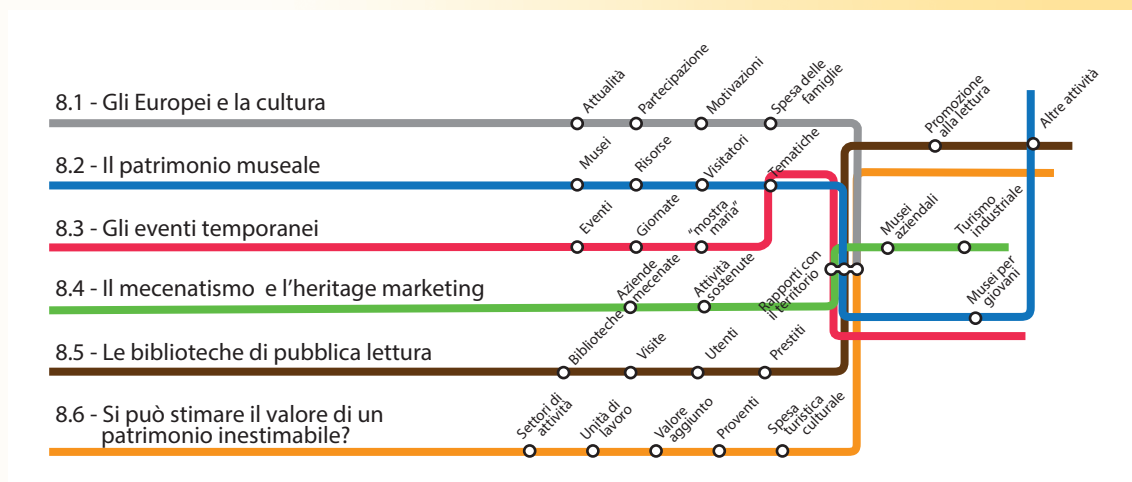 8.1 - Gli Europei e la cultura
Attualità
Partecipazione
Motivazioni
Spesa delle
famiglie
8.2 - Il patrimonio museale
Musei
Risorse
Visitatori
Tematiche
8.3 - Gli eventi temporanei
Eventi
Giornate
"mostra
maria"
8.4 - Il mecenatismo e l'heritage marketing
Aziende
mecenate
Attività
sostenute
Rapporti con
il territorio
8.5 - Le biblioteche di pubblica lettura
Biblioteche
Visite
Utenti
Prestiti
8.6 - Si può stimare il valore di un
patrimonio inestimabile?
Settori di
attività
Unità di
lavoro
Valore
aggiunto
Proventi
Spesa
turistica
culturale
Promozione
alla lettura
Altre attività
Musei
aziendali
Turismo
industriale
Musei per
giovani